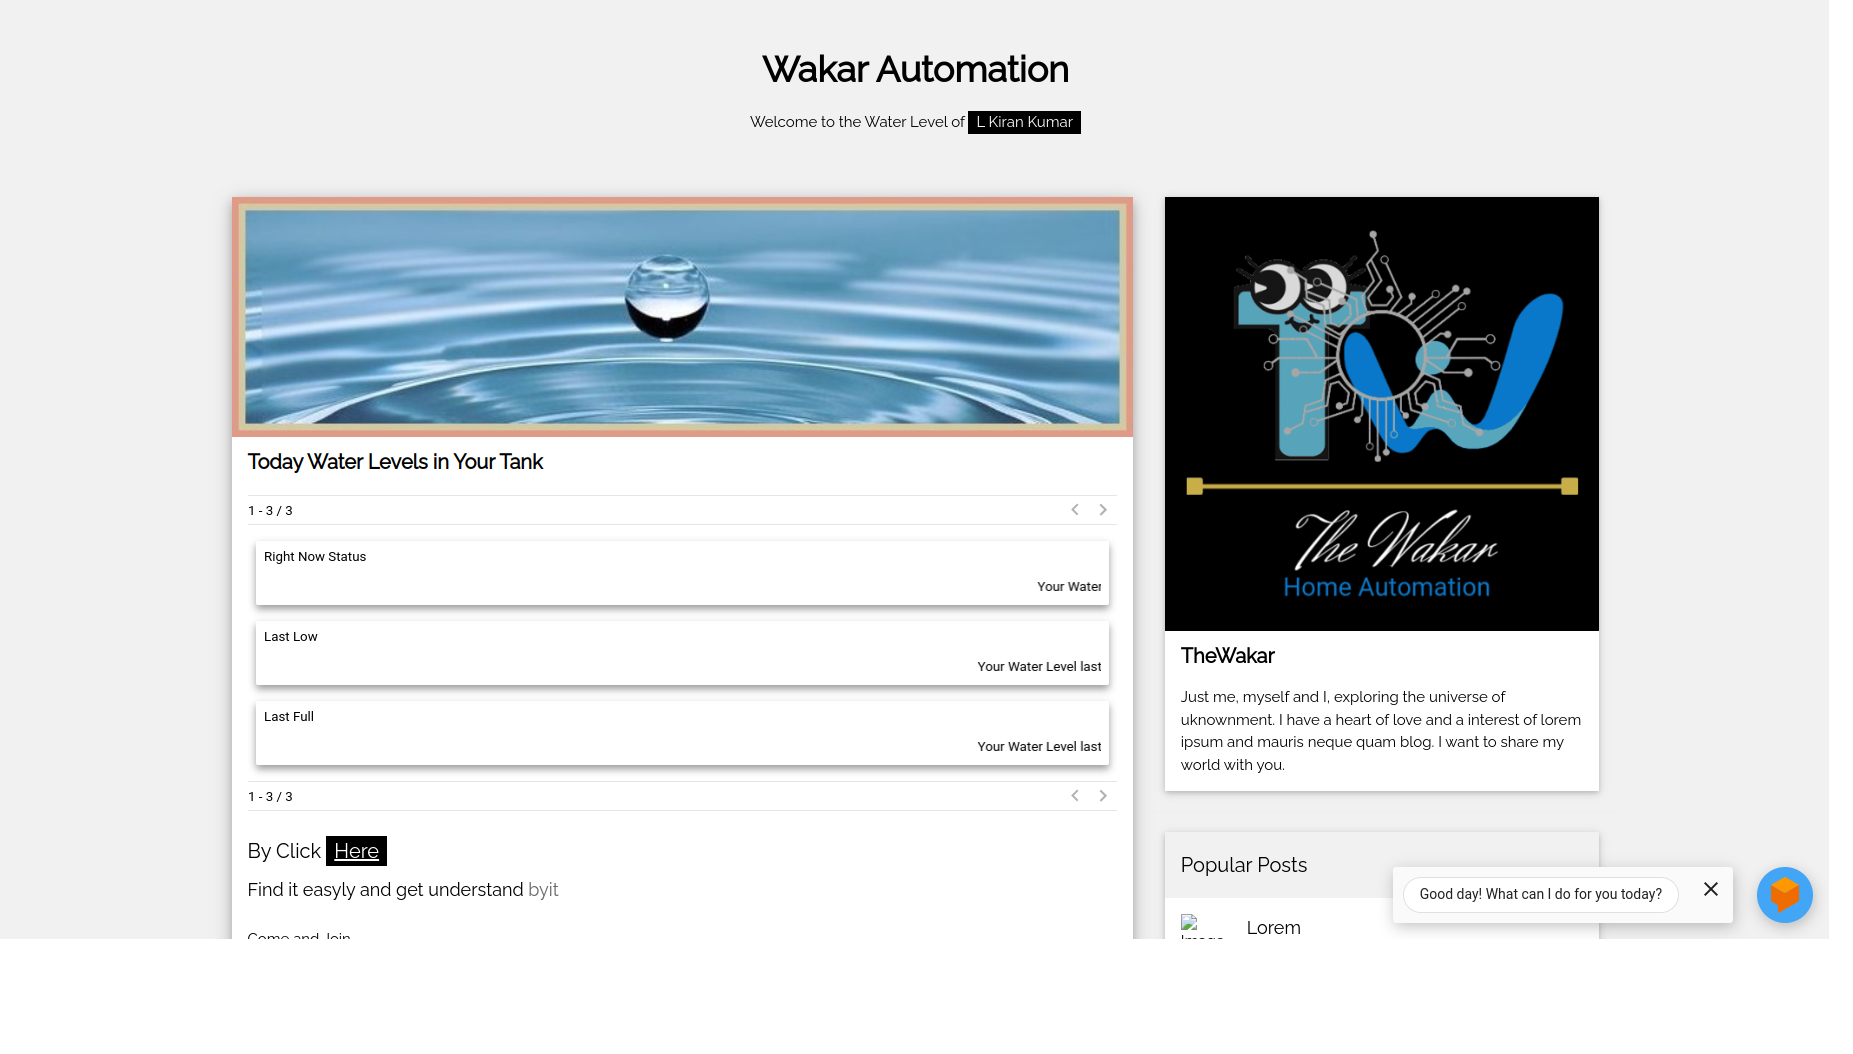 Wakar Automation
Welcome to the Water Level of L Kiran Kumar
Today Water Levels in Your Tank
1 - 3 / 3
Right Now Status
Your Water
Last Low
Your Water Level last
Last Full
Your Water Level last
1 - 3 / 3
By Click Here
Find it easyly and get understand byit
Come and Join
TW
The Wakar
Home Automation
TheWakar
Just me, myself and I, exploring the universe of
uknownment. I have a heart of love and a interest of lorem
ipsum and mauris neque quam blog. I want to share my
world with you.
Popular Posts
Lorem
Good day! What can I do for you today?